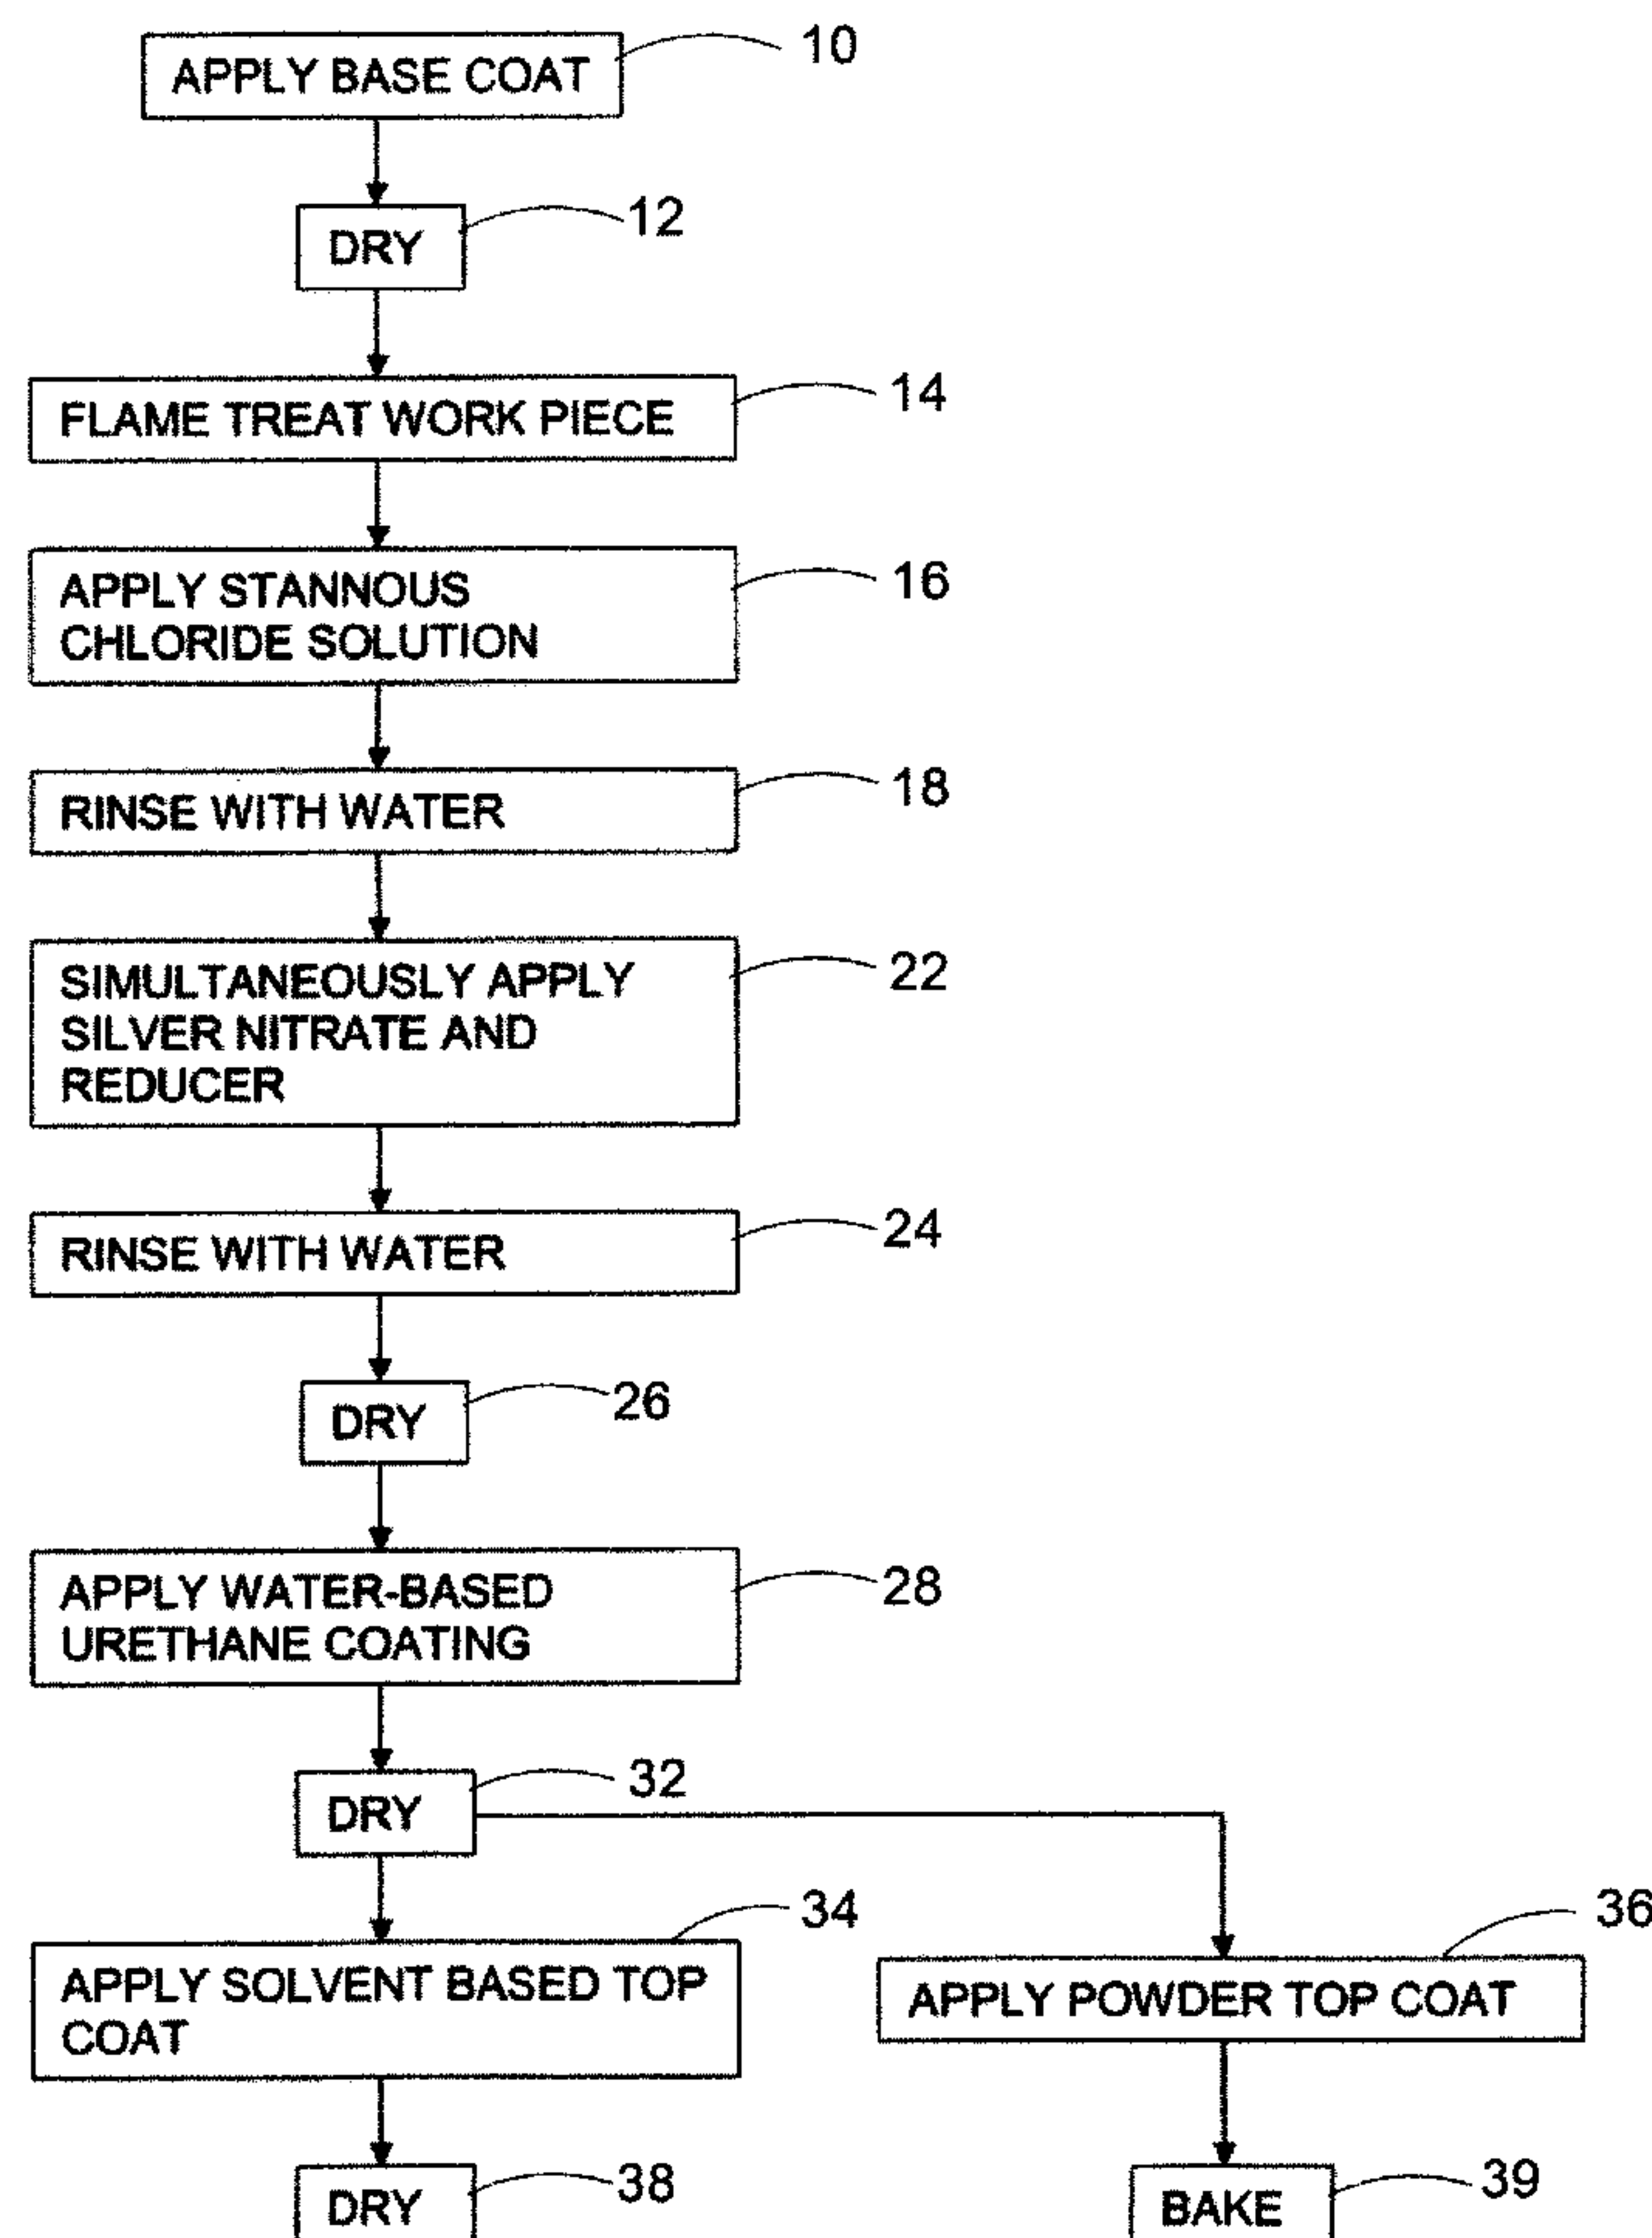 APPLY BASE COAT
10
DRY
12
FLAME TREAT WORK PIECE
14
APPLY STANNOUS
CHLORIDE SOLUTION
16
RINSE WITH WATER
18
SIMULTANEOUSLY APPLY
SILVER NITRATE AND
REDUCER
22
RINSE WITH WATER
24
DRY
26
APPLY WATER-BASED
URETHANE COATING
28
DRY
32
APPLY SOLVENT BASED TOP
COAT
34
APPLY POWDER TOP COAT
36
DRY
38
BAKE
39